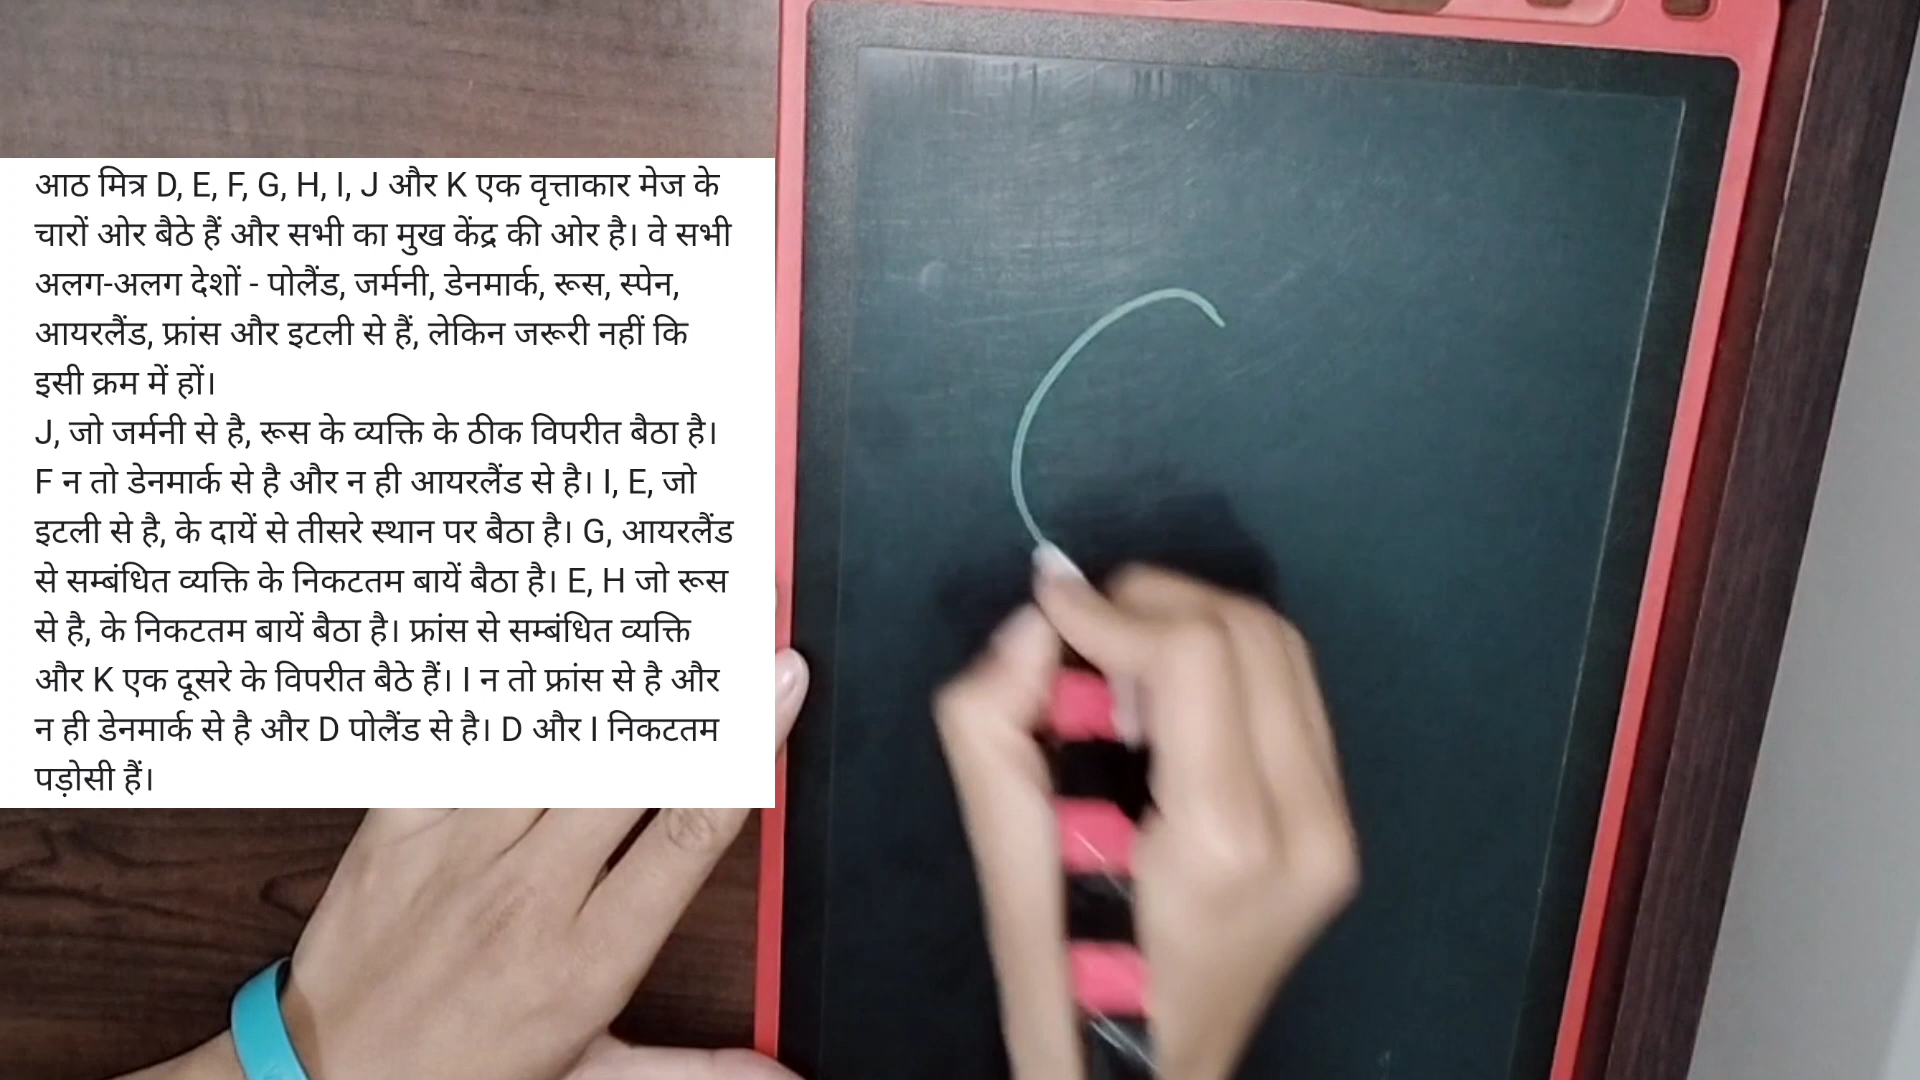 आठ मित्र D, E, F, G, H, I, J और K एक वृत्ताकार मेज के
चारों ओर बैठे हैं और सभी का मुख केंद्र की ओर है। वे सभी
अलग-अलग देशों - पोलैंड, जर्मनी, डेनमार्क, रूस, स्पेन,
आयरलैंड, फ्रांस और इटली से हैं, लेकिन जरूरी नहीं कि
इसी क्रम में हों।
J, जो जर्मनी से है, रूस के व्यक्ति के ठीक विपरीत बैठा है।
F न तो डेनमार्क से है और न ही आयरलैंड से है। I, E, जो
इटली से है, के दायें से तीसरे स्थान पर बैठा है। G, आयरलैंड
से सम्बंधित व्यक्ति के निकटतम बायें बैठा है। E, H जो रूस
से है, के निकटतम बायें बैठा है। फ्रांस से सम्बंधित व्यक्ति
और K एक दूसरे के विपरीत बैठे हैं। I न तो फ्रांस से है और
न ही डेनमार्क से है और D पोलैंड से है। D और I निकटतम
पड़ोसी हैं।